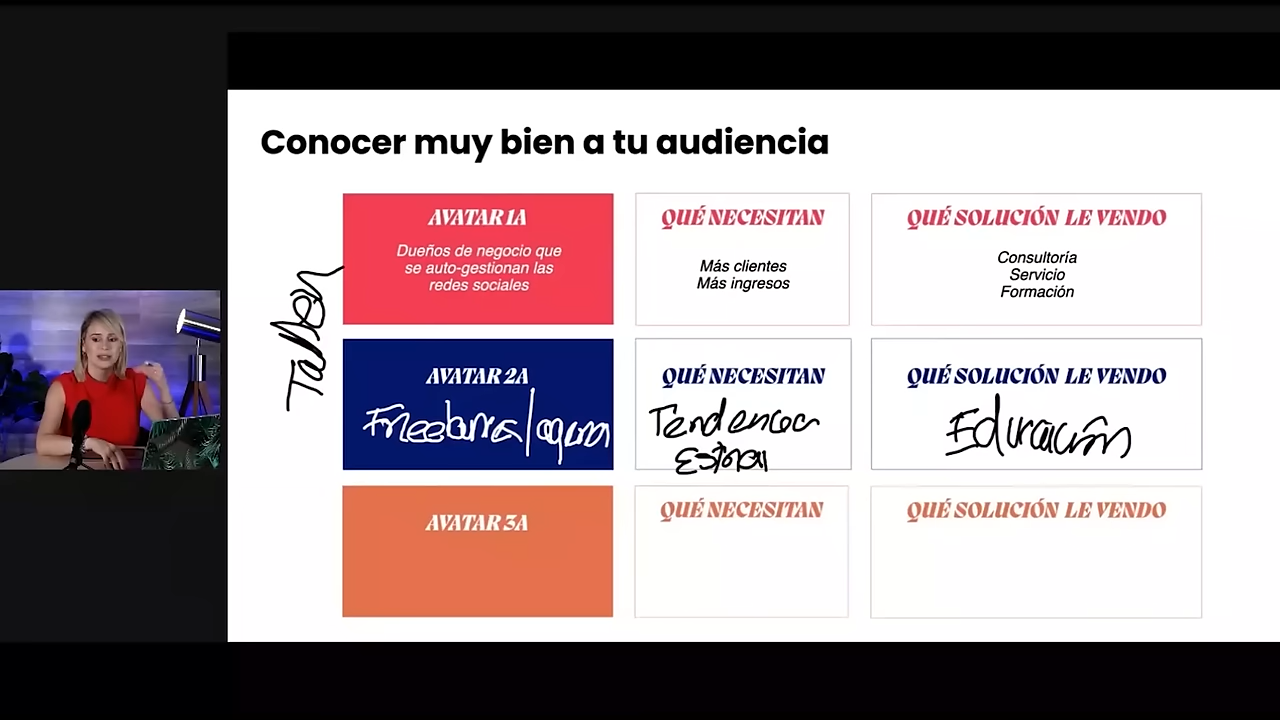 Conocer muy bien a tu audiencia
AVATAR 1A
Dueños de negocio que
se auto-gestionan las
redes sociales
QUÉ NECESITAN
Más clientes
Más ingresos
QUÉ SOLUCIÓN LE VENDO
Consultoría
Servicio
Formación
AVATAR 2A
QUÉ NECESITAN
QUÉ SOLUCIÓN LE VENDO
Educación
AVATAR 3A
QUÉ NECESITAN
QUÉ SOLUCIÓN LE VENDO